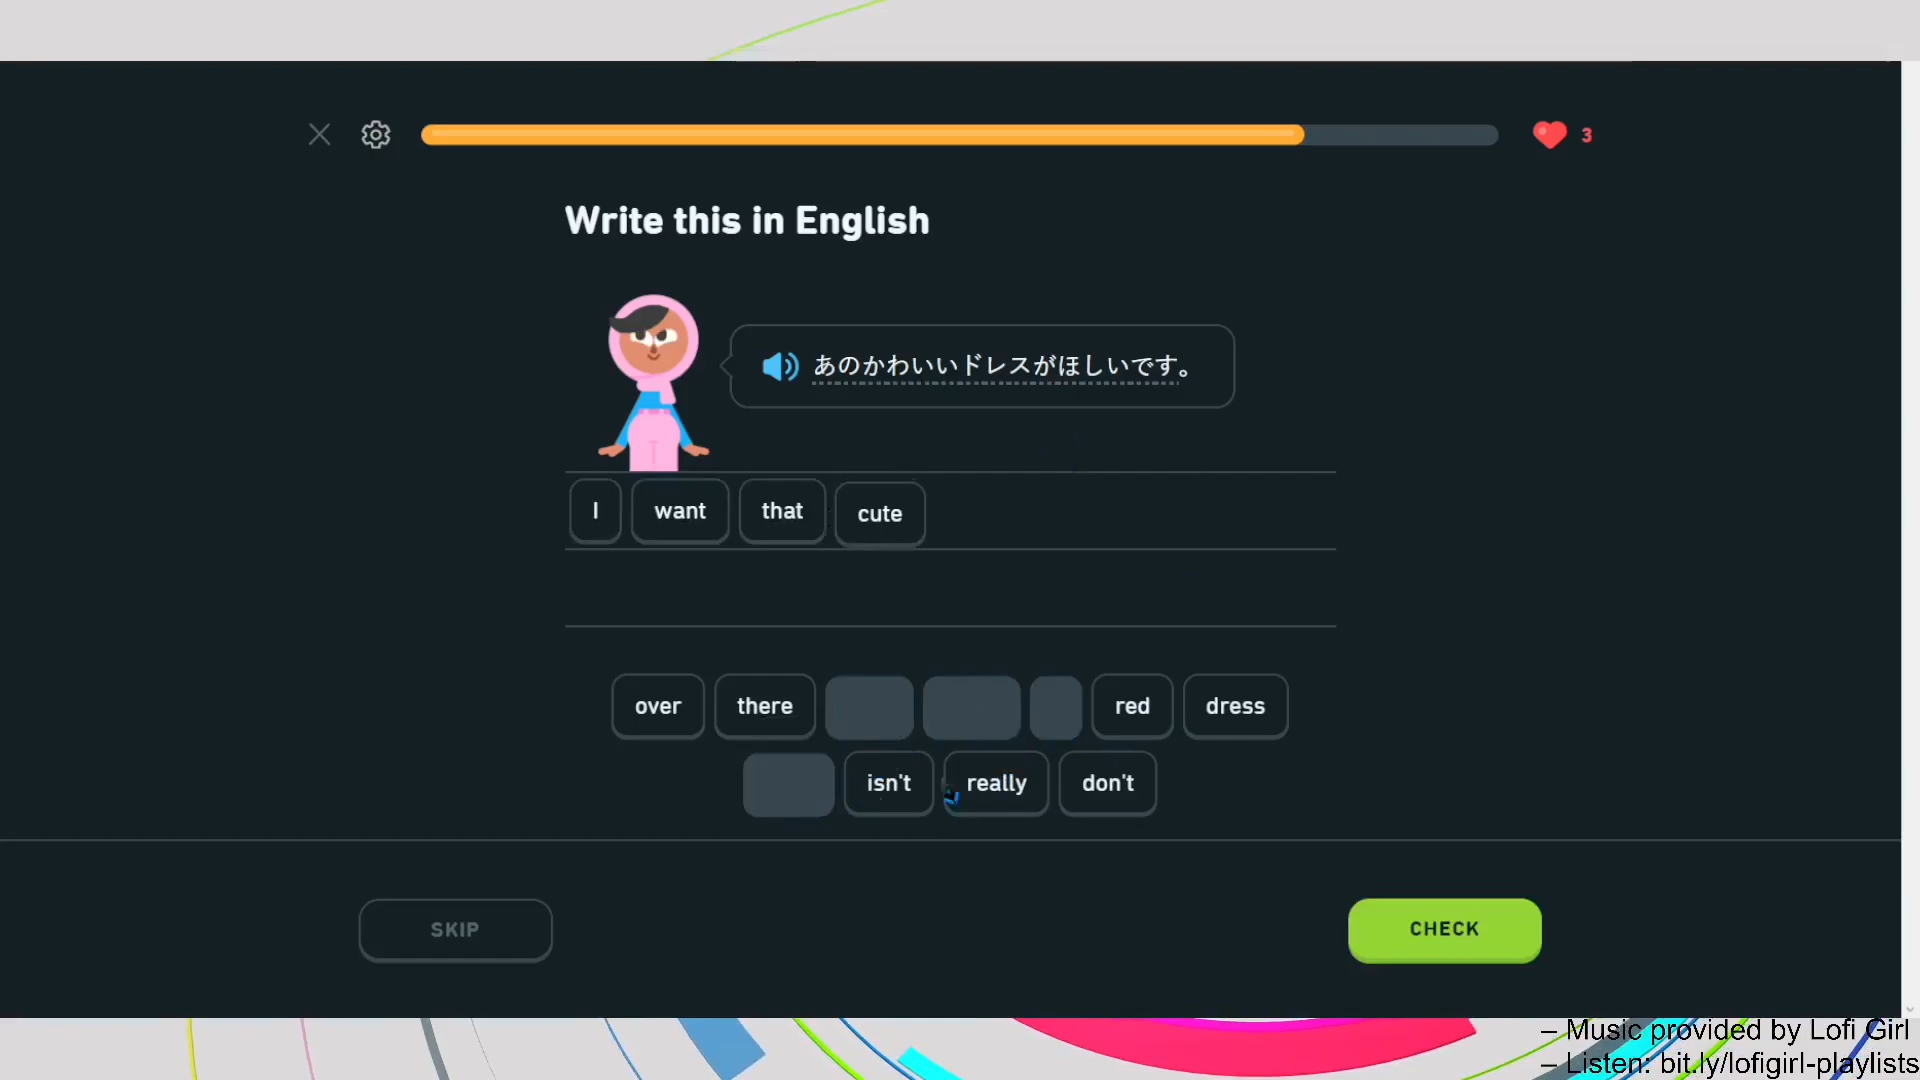 3
Write this in English
あのかわいいドレスがほしいです。
I want that cute
over there red dress
isn't really don't
SKIP CHECK
– Music provided by Lofi Girl
– Listen: bit.ly/lofigirl-playlists